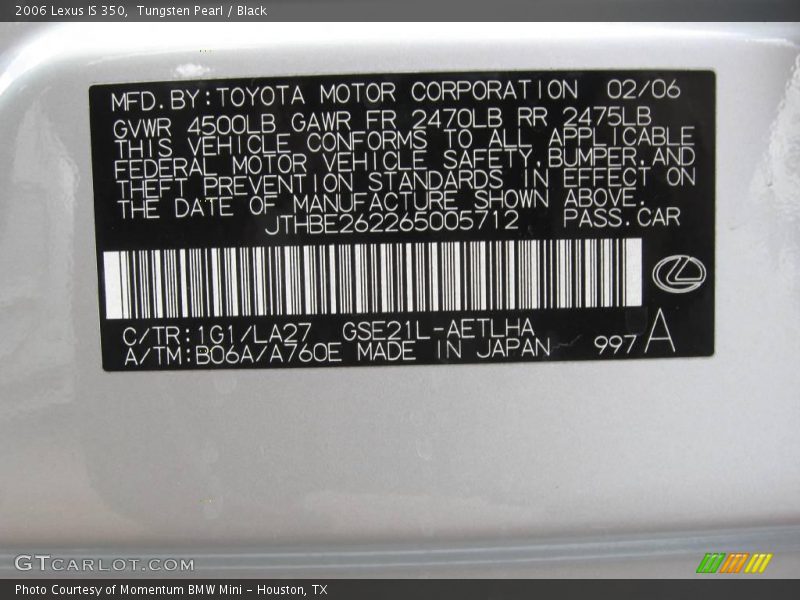 2006 Lexus IS 350, Tungsten Pearl / Black
MFD. BY: TOYOTA MOTOR CORPORATION 02/06
GVWR 4500LB GAWR FR 2470LB RR 2475LB
THIS VEHICLE CONFORMS TO ALL APPLICABLE
FEDERAL MOTOR VEHICLE SAFETY, BUMPER, AND
THEFT PREVENTION STANDARDS IN EFFECT ON
THE DATE OF MANUFACTURE SHOWN ABOVE.
JTHBE262265005712 PASS. CAR
C/TR: 1G1/LA27 GSE21L-AETLHA
A/TM: B06A/A760E MADE IN JAPAN 997 A
GTCARLOT.COM
Photo Courtesy of Momentum BMW Mini - Houston, TX